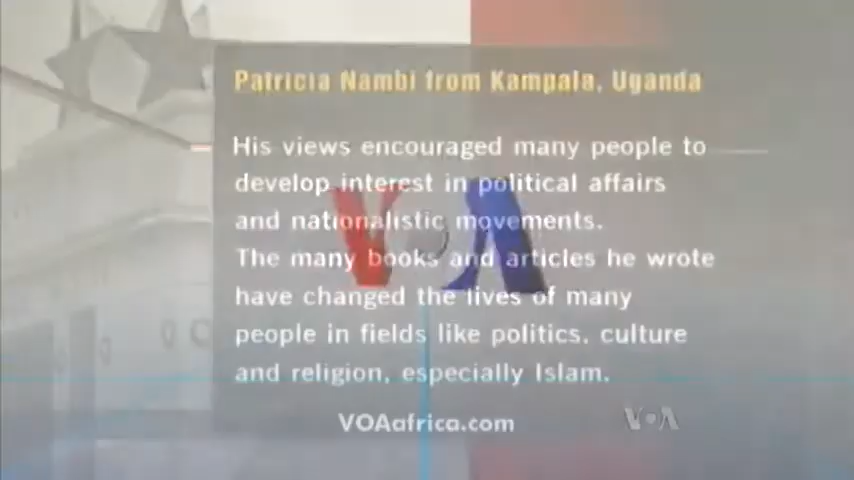 Patricia Nambi from Kampala, Uganda
His views encouraged many people to
develop interest in political affairs
and nationalistic movements.
VOA
The many books and articles he wrote
have changed the lives of many
people in fields like politics, culture
and religion, especially Islam.
VOAafrica.com
VOA